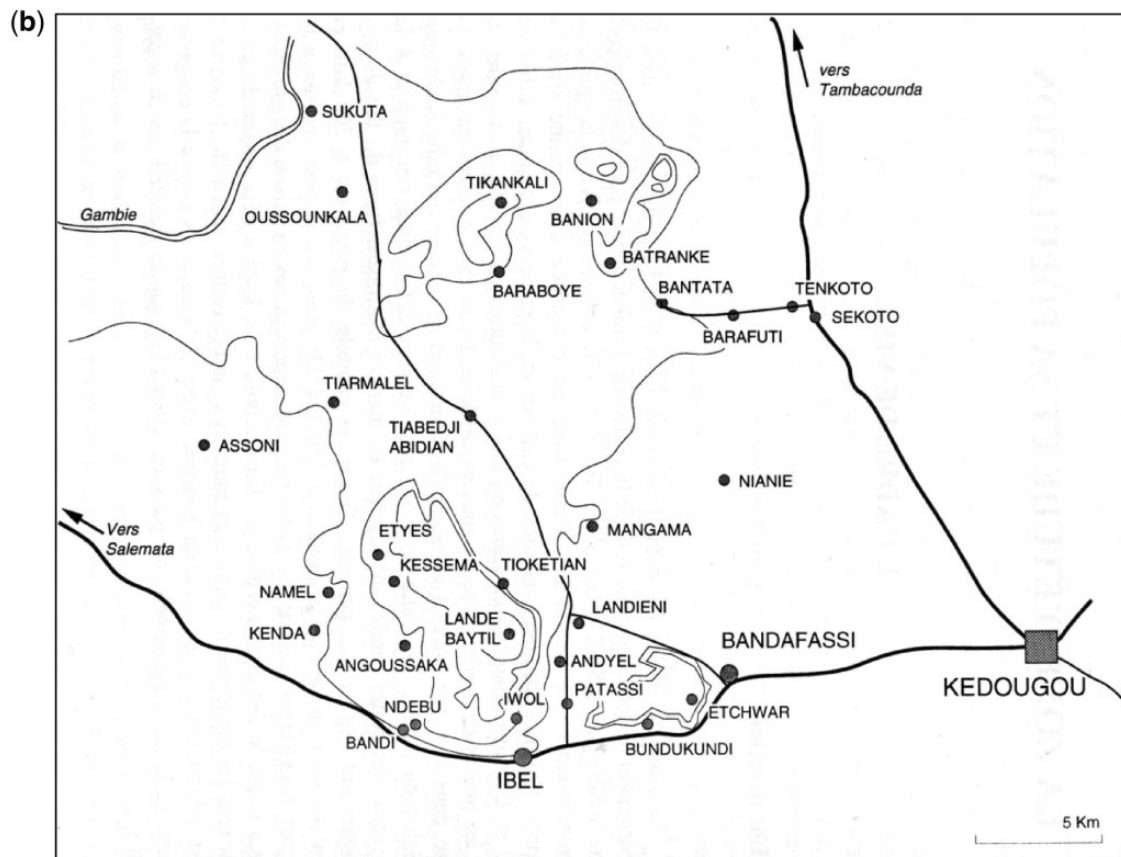 (b)
vers
Tambacounda
SUKUTA
Gambie
OUSSOUNKALA
TIKANKALI
BANION
BATRANKE
BARABOYE
BANTATA
TENKOTO
BARAFUTI
SEKOTO
TIARMALEL
TIABEDJI
ABIDIAN
ASSONI
NIANIE
Vers
Salemata
MANGAMA
ETYES
KESSEMA
TIOKETIAN
NAMEL
LANDE
BAYTIL
LANDIENI
KENDA
ANGOUSSAKA
ANDYEL
BANDAFASSI
KEDOUGOU
NDEBU
IWOL
PATASSI
ETCHWAR
BANDI
BUNDUKUNDI
IBEL
5 Km